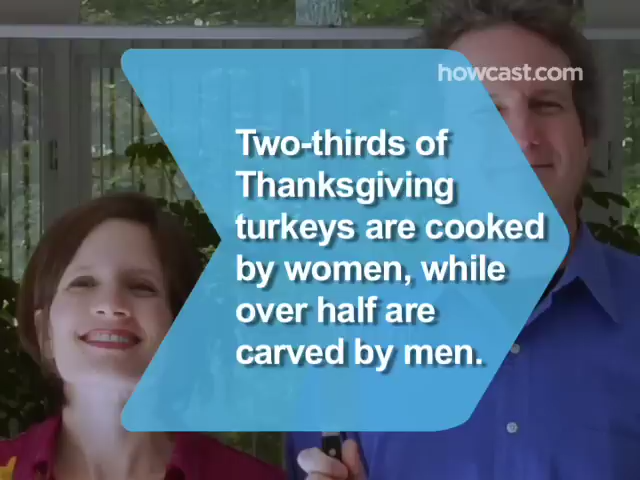 howcast.com
Two-thirds of
Thanksgiving
turkeys are cooked
by women, while
over half are
carved by men.